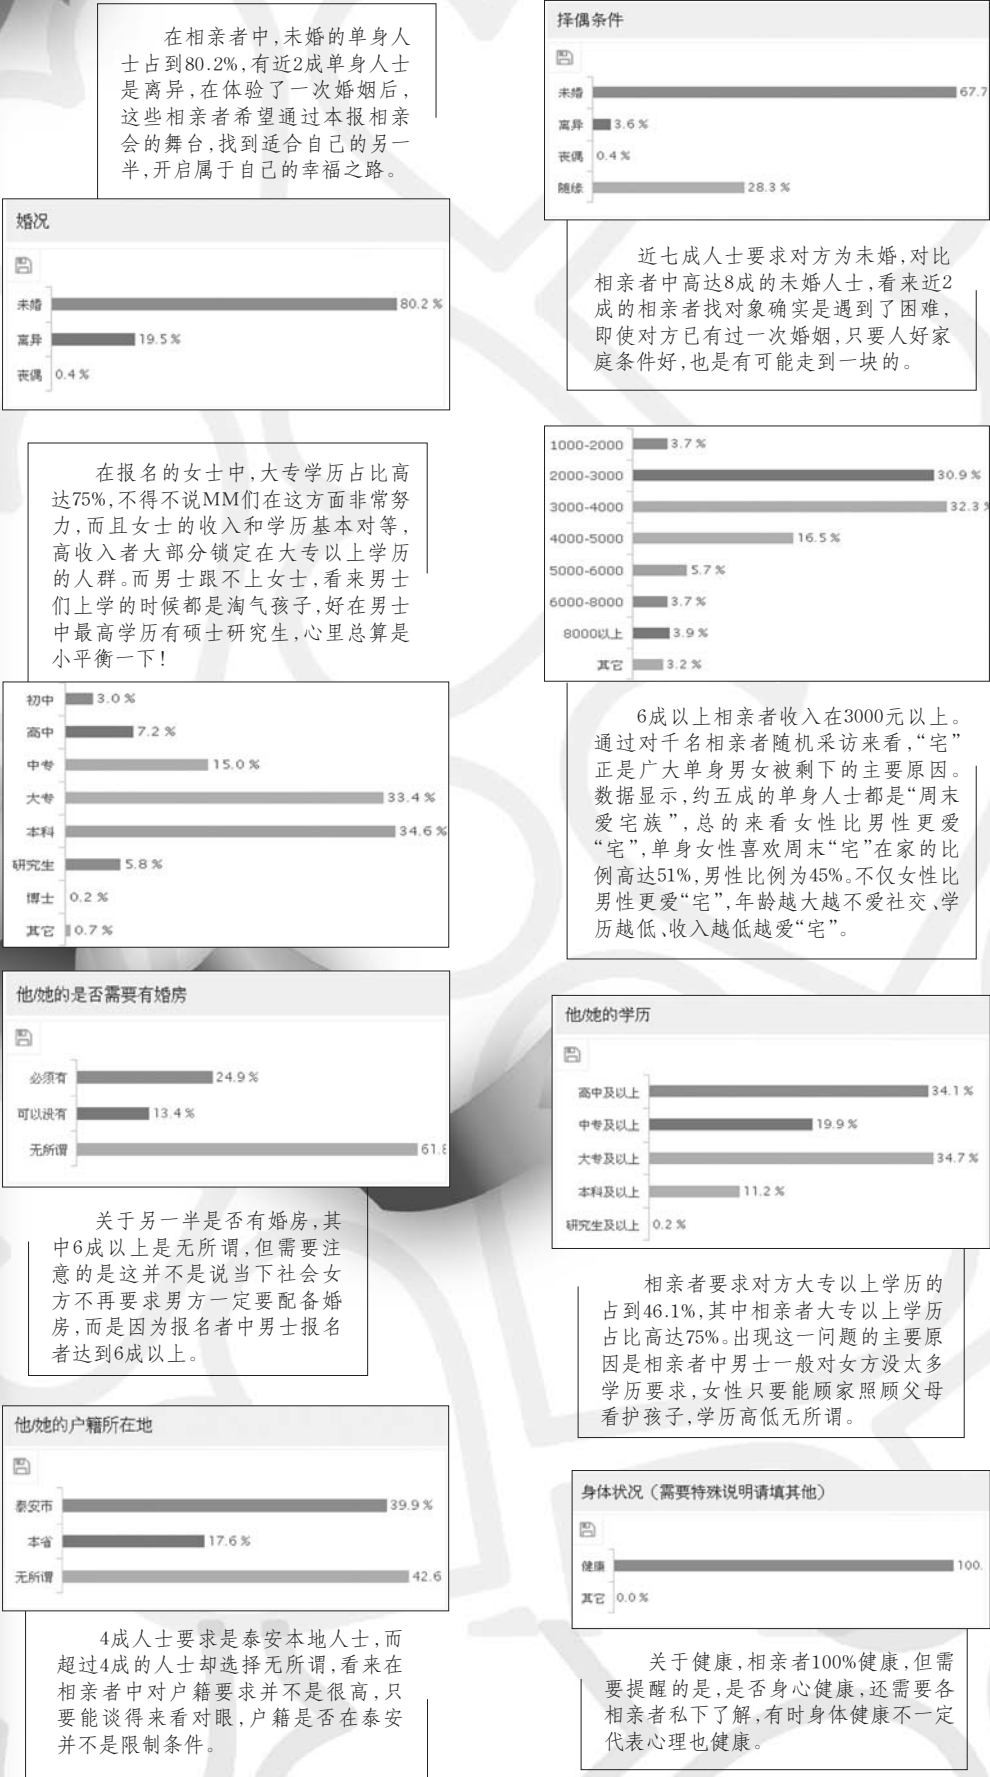 在相亲者中,未婚的单身人
士占到80.2%,有近2成单身人士
是离异,在体验了一次婚姻后,
这些相亲者希望通过本报相亲
会的舞台,找到适合自己的另一
半,开启属于自己的幸福之路。
婚况
未婚 80.2 %
离异 19.5 %
丧偶 0.4 %
在报名的女士中,大专学历占比高
达75%,不得不说MM们在这方面非常努
力,而且女士的收入和学历基本对等,
高收入者大部分锁定在大专以上学历
的人群。而男士跟不上女士,看来男士
们上学的时候都是淘气孩子,好在男士
中最高学历有硕士研究生,心里总算是
小平衡一下!
初中 3.0 %
高中 7.2 %
中专 15.0 %
大专 33.4 %
本科 34.6 %
研究生 5.8 %
博士 0.2 %
其它 0.7 %
他/她的是否需要有婚房
必须有 24.9 %
可以没有 13.4 %
无所谓 61.8
关于另一半是否有婚房,其
中6成以上是无所谓,但需要注
意的是这并不是说当下社会女
方不再要求男方一定要配备婚
房,而是因为报名者中男士报名
者达到6成以上。
他/她的户籍所在地
泰安市 39.9 %
本省 17.6 %
无所谓 42.6
4成人士要求是泰安本地人士,而
超过4成的人士却选择无所谓,看来在
相亲者中对户籍要求并不是很高,只
要能谈得来看对眼,户籍是否在泰安
并不是限制条件。
择偶条件
未婚 67.7
离异 3.6 %
丧偶 0.4 %
随缘 28.3 %
近七成人士要求对方为未婚,对比
相亲者中高达8成的未婚人士,看来近2
成的相亲者找对象确实是遇到了困难,
即使对方已有过一次婚姻,只要人好家
庭条件好,也是有可能走到一块的。
1000-2000 3.7 %
2000-3000 30.9 %
3000-4000 32.3 %
4000-5000 16.5 %
5000-6000 5.7 %
6000-8000 3.7 %
8000以上 3.9 %
其它 3.2 %
6成以上相亲者收入在3000元以上。
通过对千名相亲者随机采访来看,“宅”
正是广大单身男女被剩下的主要原因。
数据显示,约五成的单身人士都是“周末
爱宅族”,总的来看女性比男性更爱
“宅”,单身女性喜欢周末“宅”在家的比
例高达51%,男性比例为45%。不仅女性比
男性更爱“宅”,年龄越大越不爱社交、学
历越低、收入越低越爱“宅”。
他/她的学历
高中及以上 34.1 %
中专及以上 19.9 %
大专及以上 34.7 %
本科及以上 11.2 %
研究生及以上 0.2 %
相亲者要求对方大专以上学历的
占到46.1%,其中相亲者大专以上学历
占比高达75%。出现这一问题的主要原
因是相亲者中男士一般对女方没太多
学历要求,女性只要能顾家照顾父母
看护孩子,学历高低无所谓。
身体状况（需要特殊说明请填其他）
健康 100.
其它 0.0 %
关于健康,相亲者100%健康,但需
要提醒的是,是否身心健康,还需要各
相亲者私下了解,有时身体健康不一定
代表心理也健康。